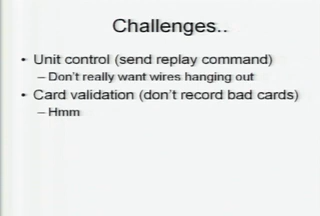 Challenges..
• Unit control (send replay command)
– Don't really want wires hanging out
• Card validation (don't record bad cards)
– Hmm